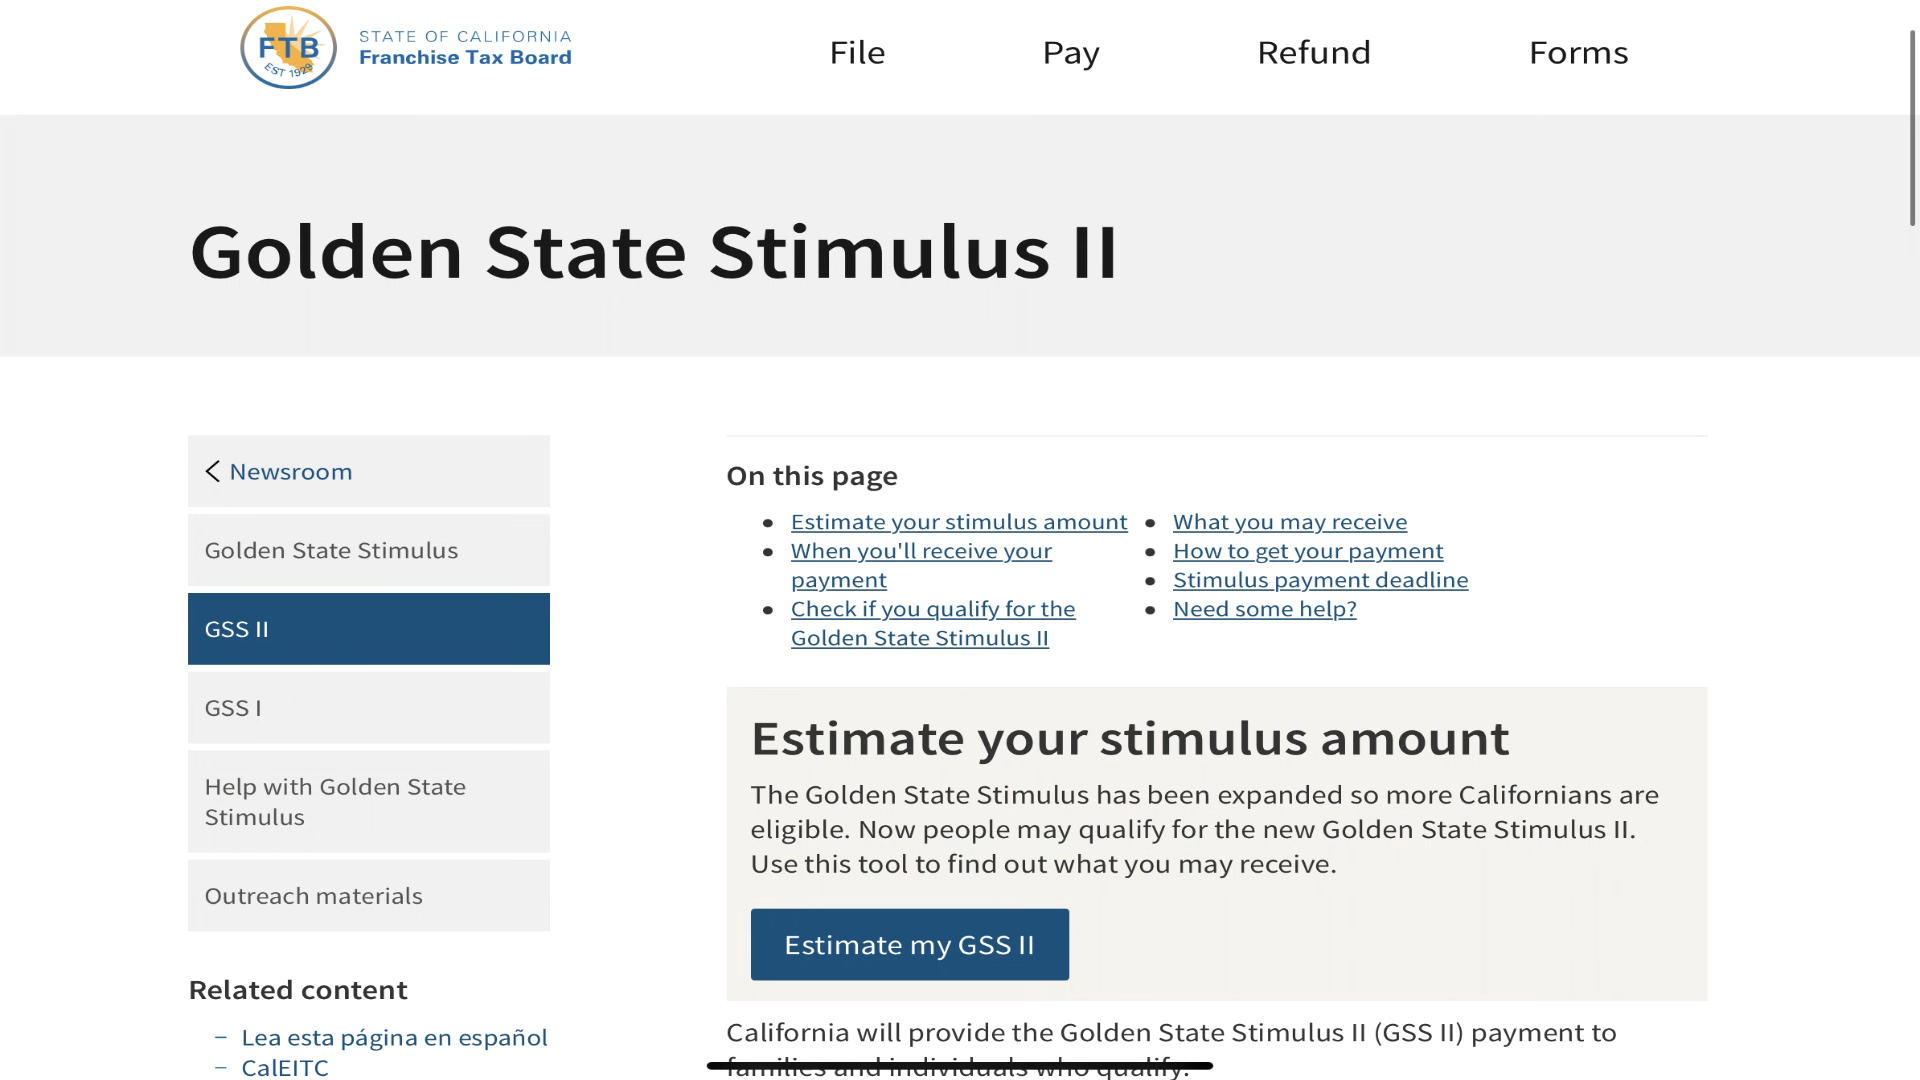 FTB
EST 1929
STATE OF CALIFORNIA
Franchise Tax Board
File
Pay
Refund
Forms
Golden State Stimulus II
Newsroom
Golden State Stimulus
GSS II
GSS I
Help with Golden State
Stimulus
Outreach materials
Related content
– Lea esta página en español
– CalEITC
On this page
• Estimate your stimulus amount
• When you'll receive your
payment
• Check if you qualify for the
Golden State Stimulus II
• What you may receive
• How to get your payment
• Stimulus payment deadline
• Need some help?
Estimate your stimulus amount
The Golden State Stimulus has been expanded so more Californians are
eligible. Now people may qualify for the new Golden State Stimulus II.
Use this tool to find out what you may receive.
Estimate my GSS II
California will provide the Golden State Stimulus II (GSS II) payment to
families and individuals who qualify.